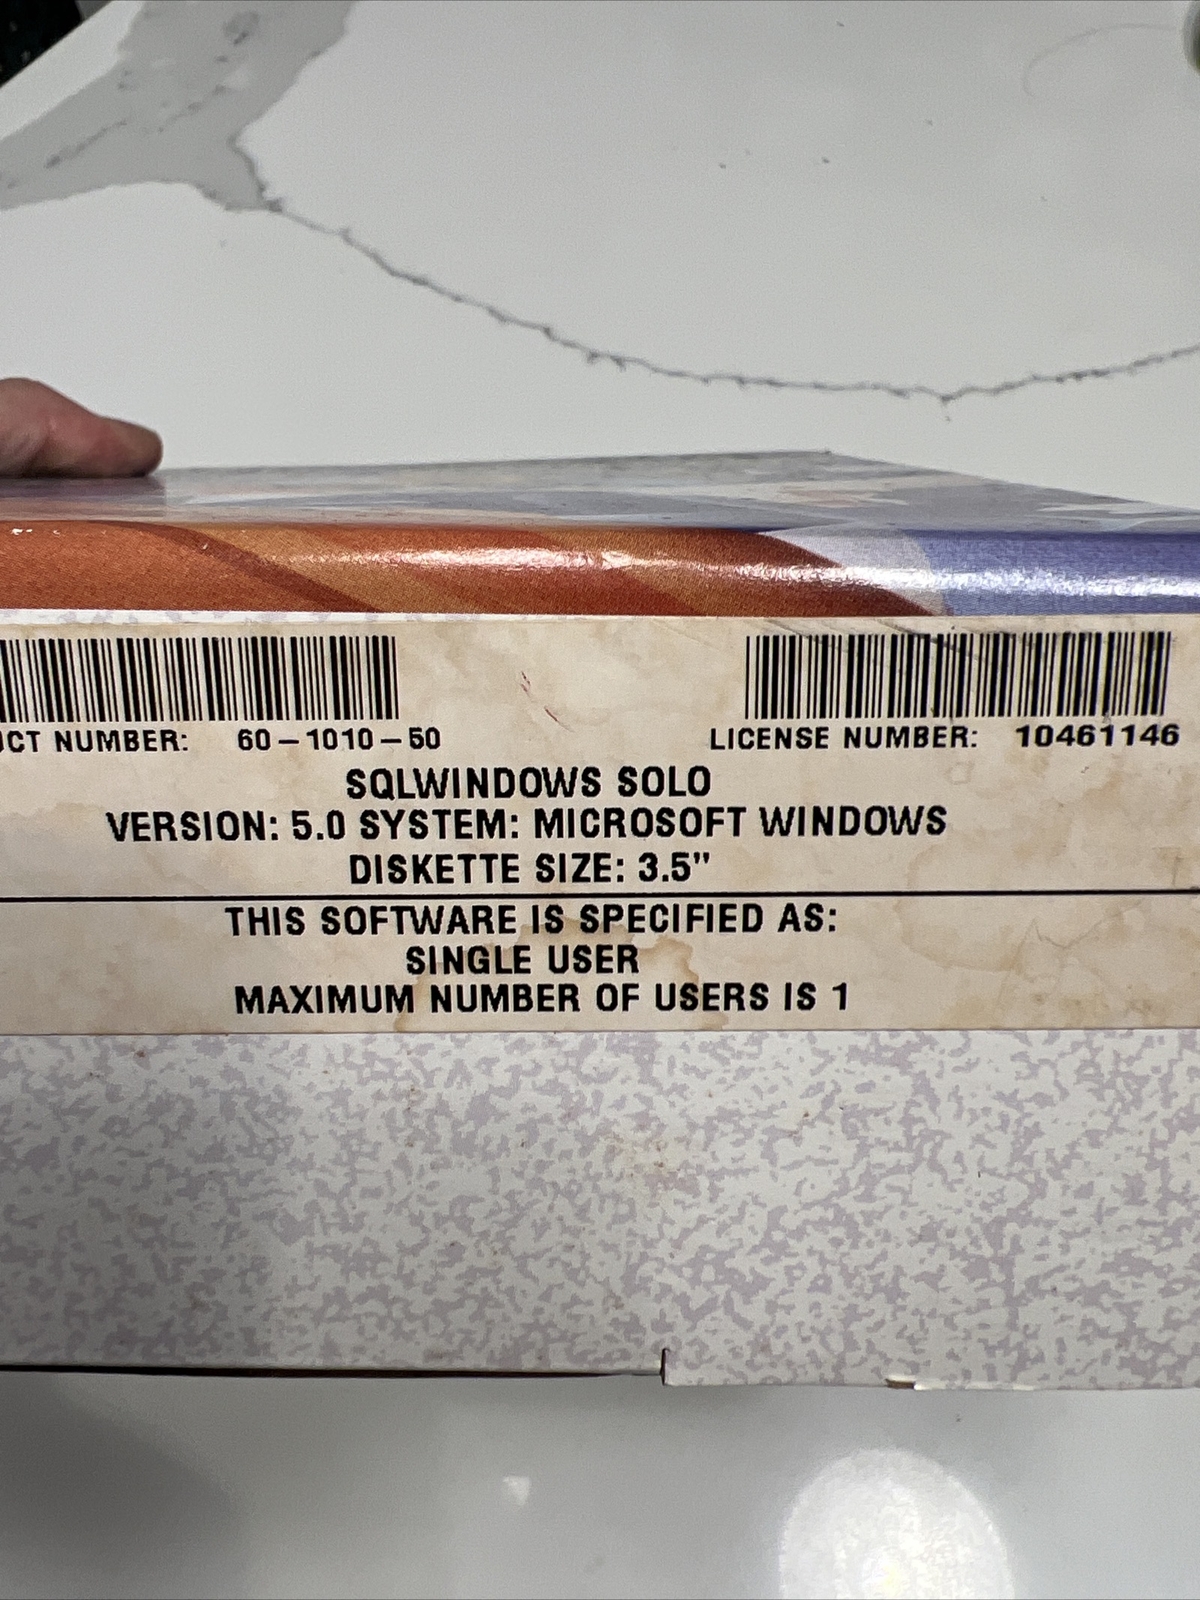 CT NUMBER: 60-1010-50 LICENSE NUMBER: 10461146
SQLWINDOWS SOLO
VERSION: 5.0 SYSTEM: MICROSOFT WINDOWS
DISKETTE SIZE: 3.5"
THIS SOFTWARE IS SPECIFIED AS:
SINGLE USER
MAXIMUM NUMBER OF USERS IS 1